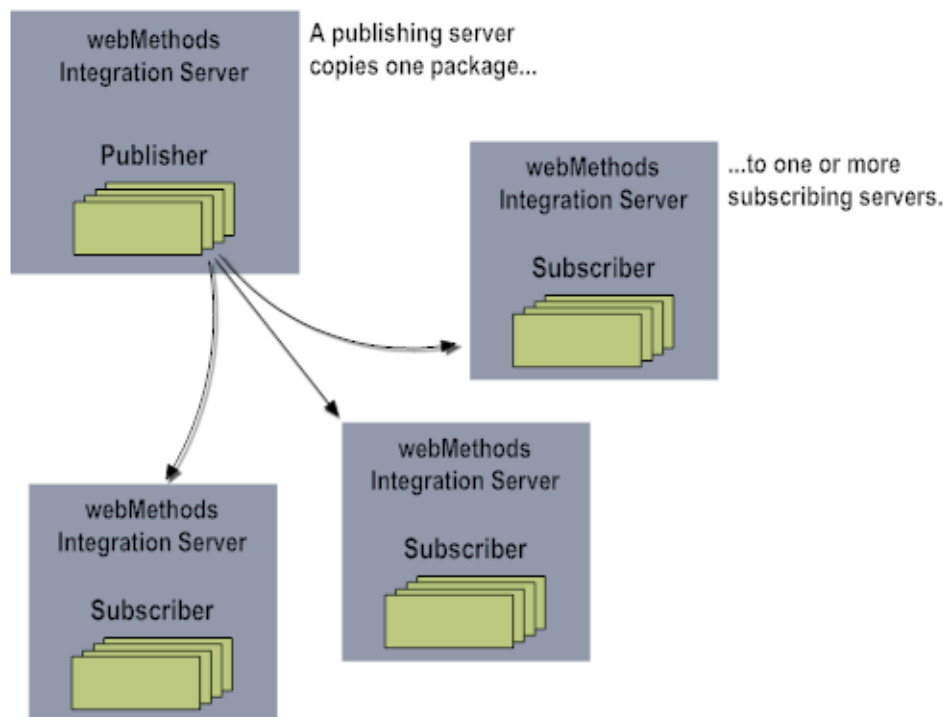 webMethods
Integration Server
Publisher
A publishing server
copies one package...
webMethods
Integration Server
Subscriber
...to one or more
subscribing servers.
webMethods
Integration Server
Subscriber
webMethods
Integration Server
Subscriber